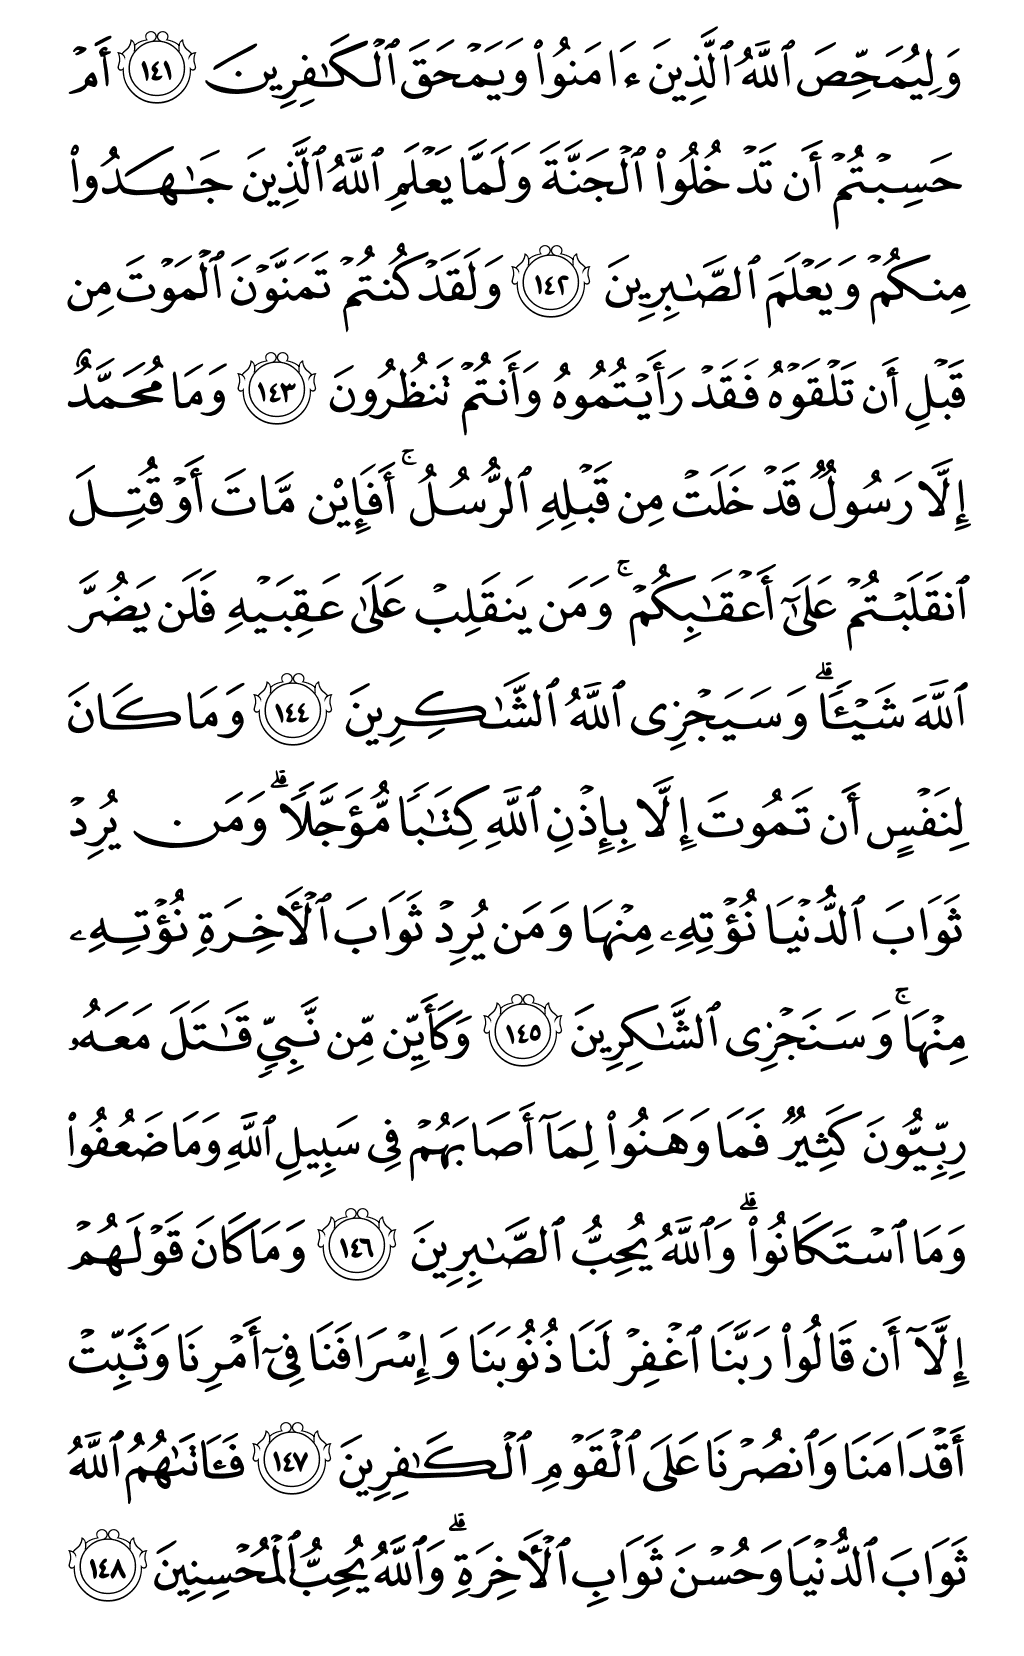 وَلِيُمَحِّصَ ٱللَّهُ ٱلَّذِينَ ءَامَنُوا۟ وَيَمْحَقَ ٱلْكَـٰفِرِينَ ١٤١ أَمْ
حَسِبْتُمْ أَن تَدْخُلُوا۟ ٱلْجَنَّةَ وَلَمَّا يَعْلَمِ ٱللَّهُ ٱلَّذِينَ جَـٰهَدُوا۟
مِنكُمْ وَيَعْلَمَ ٱلصَّـٰبِرِينَ ١٤٢ وَلَقَدْ كُنتُمْ تَمَنَّوْنَ ٱلْمَوْتَ مِن
قَبْلِ أَن تَلْقَوْهُ فَقَدْ رَأَيْتُمُوهُ وَأَنتُمْ تَنظُرُونَ ١٤٣ وَمَا مُحَمَّدٌ
إِلَّا رَسُولٌ قَدْ خَلَتْ مِن قَبْلِهِ ٱلرُّسُلُ ۚ أَفَإِي۟ن مَّاتَ أَوْ قُتِلَ
ٱنقَلَبْتُمْ عَلَىٰٓ أَعْقَـٰبِكُمْ ۚ وَمَن يَنقَلِبْ عَلَىٰ عَقِبَيْهِ فَلَن يَضُرَّ
ٱللَّهَ شَيْـًٔا ۗ وَسَيَجْزِى ٱللَّهُ ٱلشَّـٰكِرِينَ ١٤٤ وَمَا كَانَ
لِنَفْسٍ أَن تَمُوتَ إِلَّا بِإِذْنِ ٱللَّهِ كِتَـٰبًا مُّؤَجَّلًا ۗ وَمَن يُرِدْ
ثَوَابَ ٱلدُّنْيَا نُؤْتِهِۦ مِنْهَا وَمَن يُرِدْ ثَوَابَ ٱلْـَٔاخِرَةِ نُؤْتِهِۦ
مِنْهَا ۚ وَسَنَجْزِى ٱلشَّـٰكِرِينَ ١٤٥ وَكَأَيِّن مِّن نَّبِىٍّ قَـٰتَلَ مَعَهُۥ
رِبِّيُّونَ كَثِيرٌ فَمَا وَهَنُوا۟ لِمَآ أَصَابَهُمْ فِى سَبِيلِ ٱللَّهِ وَمَا ضَعُفُوا۟
وَمَا ٱسْتَكَانُوا۟ ۗ وَٱللَّهُ يُحِبُّ ٱلصَّـٰبِرِينَ ١٤٦ وَمَا كَانَ قَوْلَهُمْ
إِلَّآ أَن قَالُوا۟ رَبَّنَا ٱغْفِرْ لَنَا ذُنُوبَنَا وَإِسْرَافَنَا فِىٓ أَمْرِنَا وَثَبِّتْ
أَقْدَامَنَا وَٱنصُرْنَا عَلَى ٱلْقَوْمِ ٱلْكَـٰفِرِينَ ١٤٧ فَـَٔاتَىٰهُمُ ٱللَّهُ
ثَوَابَ ٱلدُّنْيَا وَحُسْنَ ثَوَابِ ٱلْـَٔاخِرَةِ ۗ وَٱللَّهُ يُحِبُّ ٱلْمُحْسِنِينَ ١٤٨